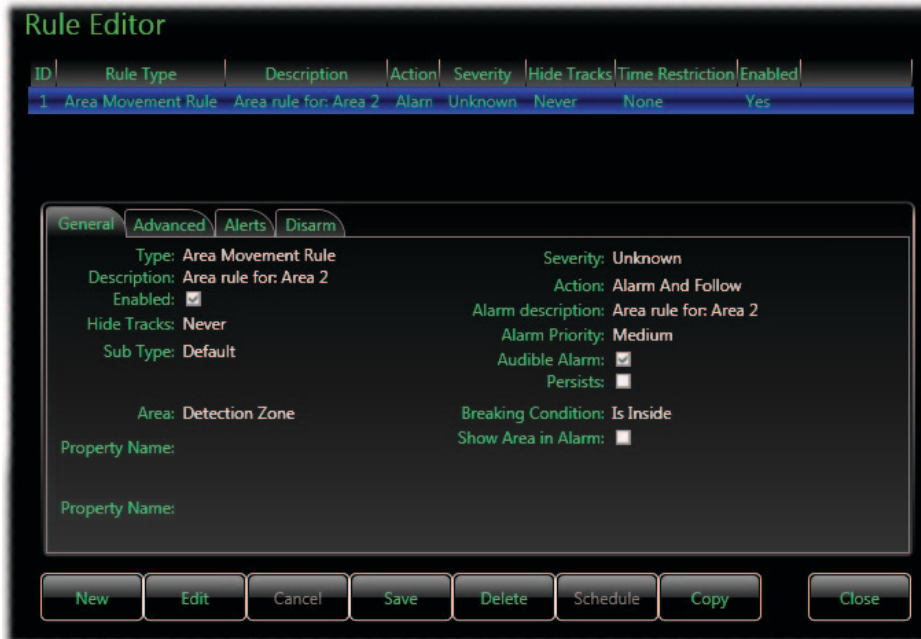 Rule Editor
ID Rule Type Description Action Severity Hide Tracks Time Restriction Enabled
1 Area Movement Rule Area rule for: Area 2 Alarn Unknown Never None Yes
General Advanced Alerts Disarm
Type: Area Movement Rule
Description: Area rule for: Area 2
Enabled:
Hide Tracks: Never
Sub Type: Default
Area: Detection Zone
Property Name:
Property Name:
Severity: Unknown
Action: Alarm And Follow
Alarm description: Area rule for: Area 2
Alarm Priority: Medium
Audible Alarm:
Persists:
Breaking Condition: Is Inside
Show Area in Alarm:
New Edit Cancel Save Delete Schedule Copy Close